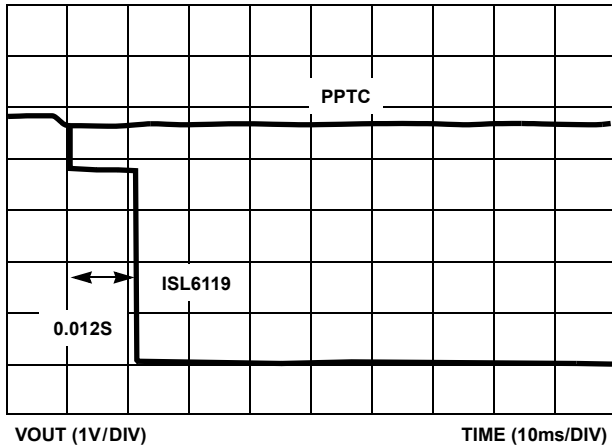 PPTC
ISL6119
0.012S
VOUT (1V/DIV)
TIME (10ms/DIV)